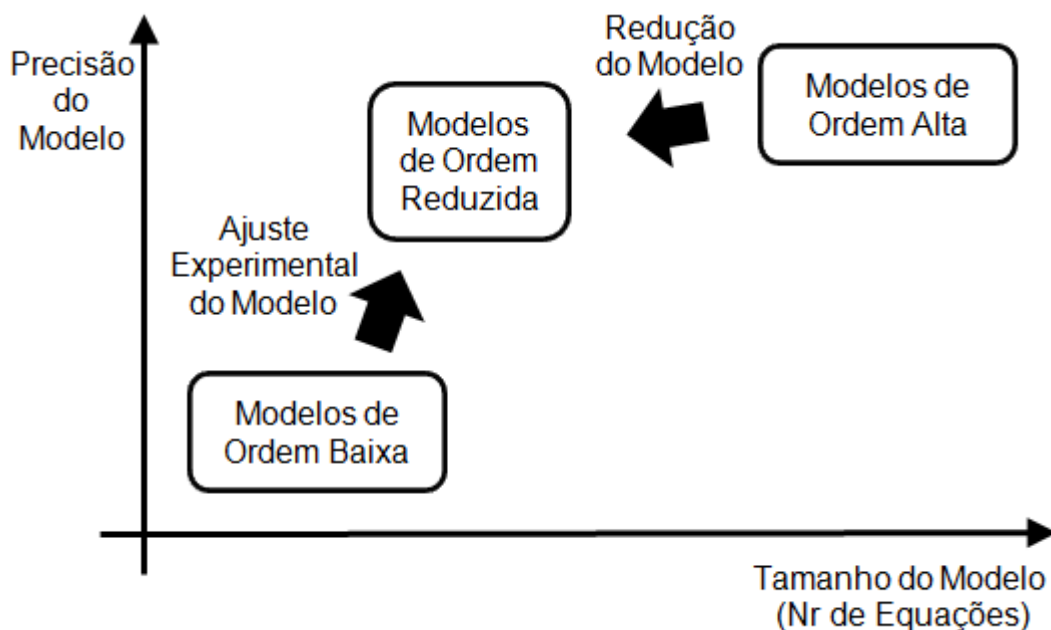 Precisão
do
Modelo
Redução
do Modelo
Modelos de
Ordem Alta
Modelos
de Ordem
Reduzida
Ajuste
Experimental
do Modelo
Modelos de
Ordem Baixa
Tamanho do Modelo
(Nr de Equações)